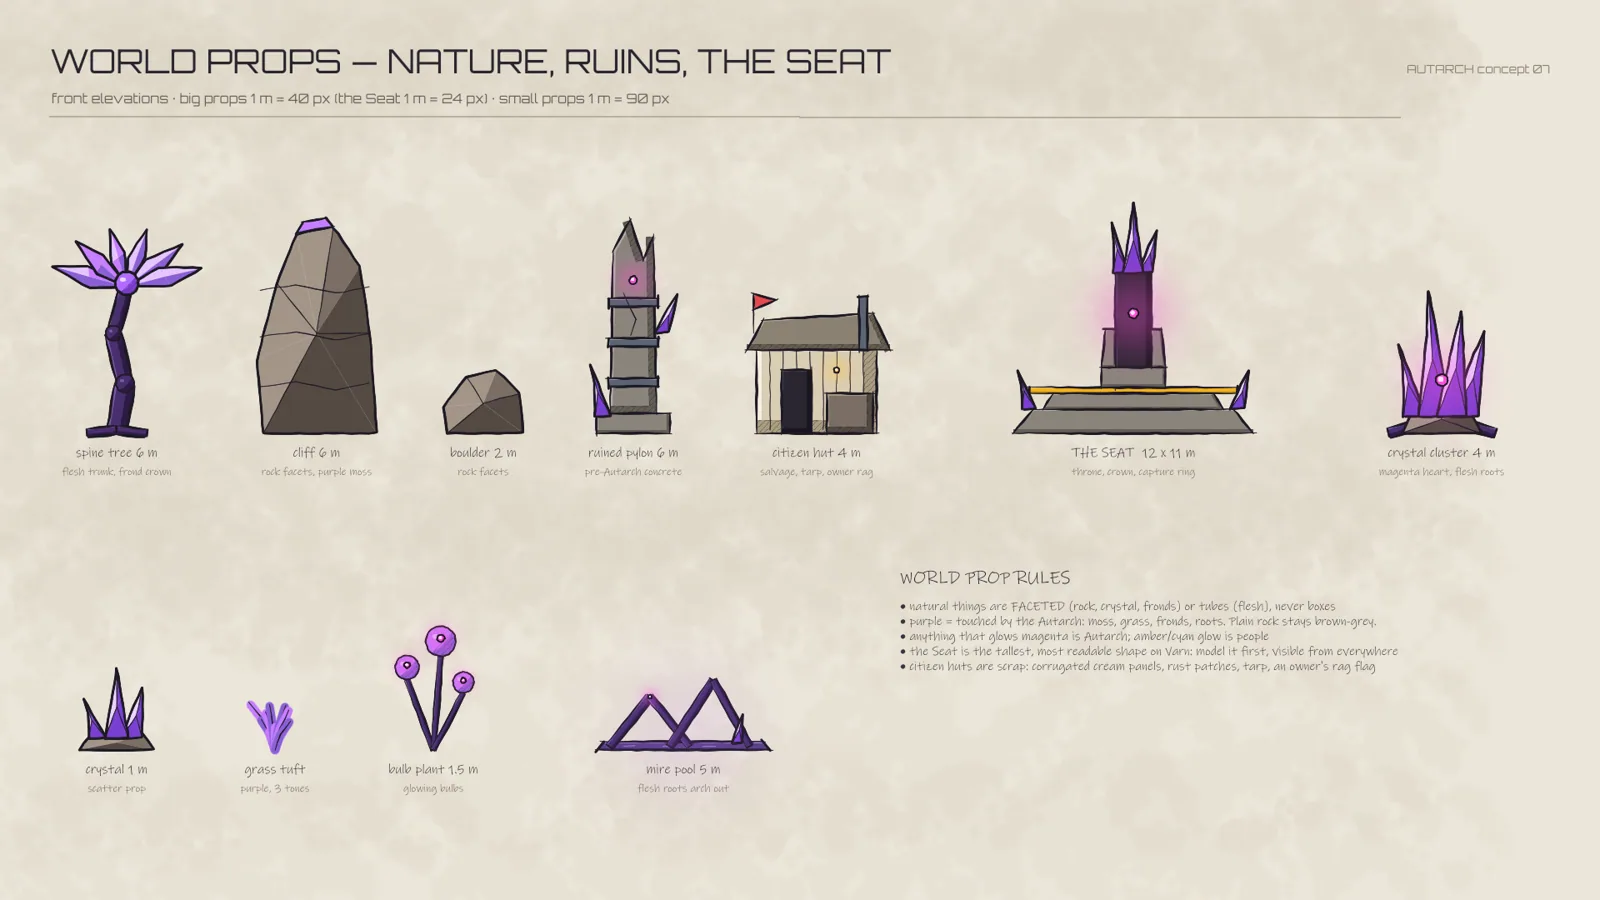 WORLD PROPS — NATURE, RUINS, THE SEAT
AUTARCH concept 07
front elevations · big props 1 m = 40 px (the Seat 1 m = 24 px) · small props 1 m = 90 px
spine tree 6 m
flesh trunk, frond crown
cliff 6 m
rock facets, purple moss
boulder 2 m
rock facets
ruined pylon 6 m
pre-Autarch concrete
citizen hut 4 m
salvage, tarp, owner rag
THE SEAT 12 x 11 m
throne, crown, capture ring
crystal cluster 4 m
magenta heart, flesh roots
WORLD PROP RULES
• natural things are FACETED (rock, crystal, fronds) or tubes (flesh), never boxes
• purple = touched by the Autarch: moss, grass, fronds, roots. Plain rock stays brown-grey.
• anything that glows magenta is Autarch; amber/cyan glow is people
• the Seat is the tallest, most readable shape on Varn: model it first, visible from everywhere
• citizen huts are scrap: corrugated cream panels, rust patches, tarp, an owner's rag flag
crystal 1 m
scatter prop
grass tuft
purple, 3 tones
bulb plant 1.5 m
glowing bulbs
mire pool 5 m
flesh roots arch out